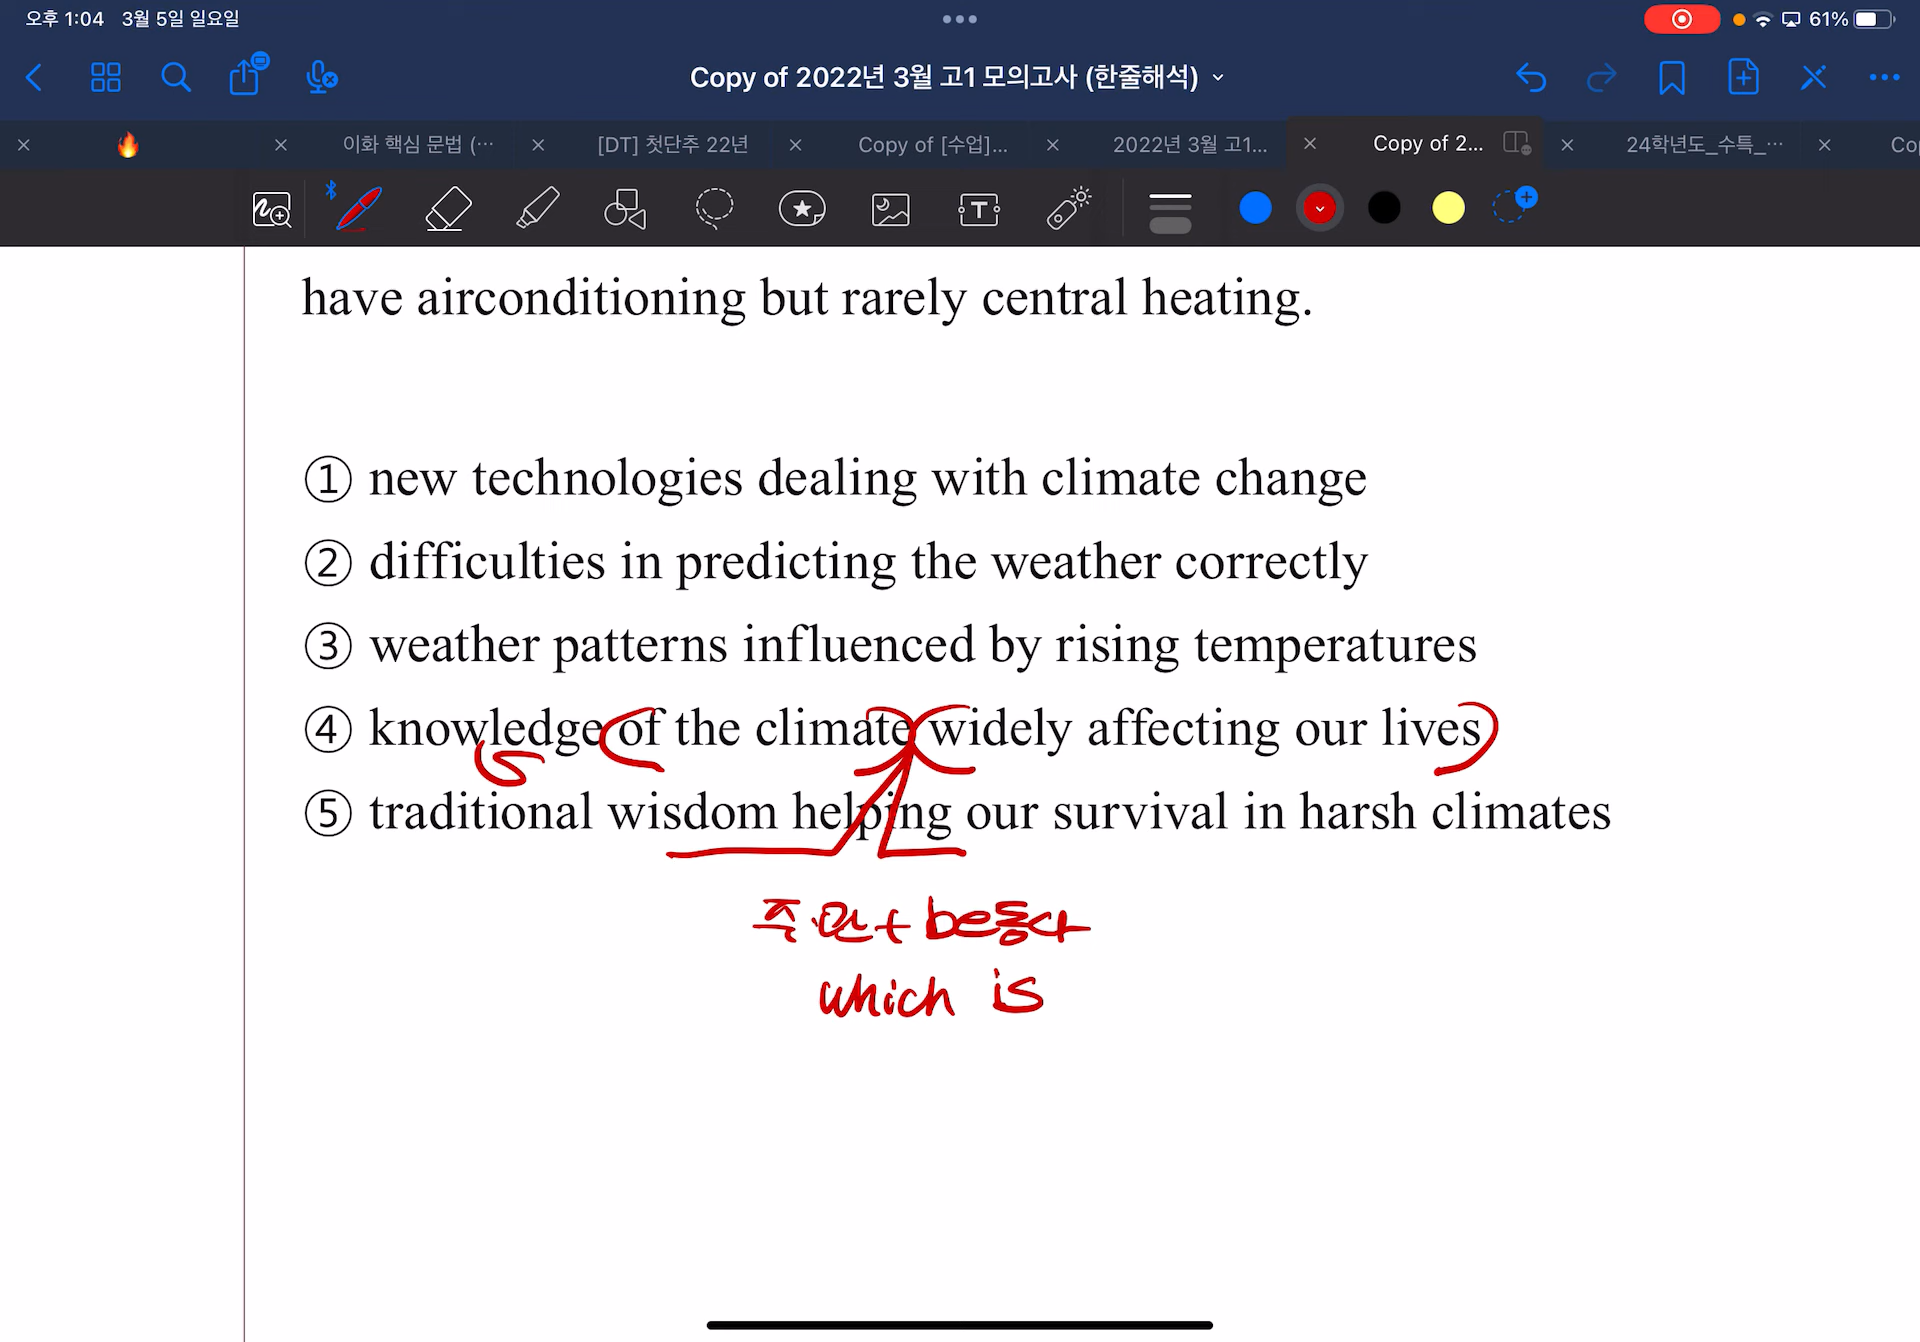 오후 1:04 3월 5일 일요일
61%
Copy of 2022년 3월 고1 모의고사 (한줄해석)
이화 핵심 문법 (… [DT] 첫단추 22년 Copy of [수업]... 2022년 3월 고1... Copy of 2... 24학년도_수특_… Co
have airconditioning but rarely central heating.
① new technologies dealing with climate change
② difficulties in predicting the weather correctly
③ weather patterns influenced by rising temperatures
④ knowledge of the climate widely affecting our lives
S
⑤ traditional wisdom helping our survival in harsh climates
주·관+be동사
which is